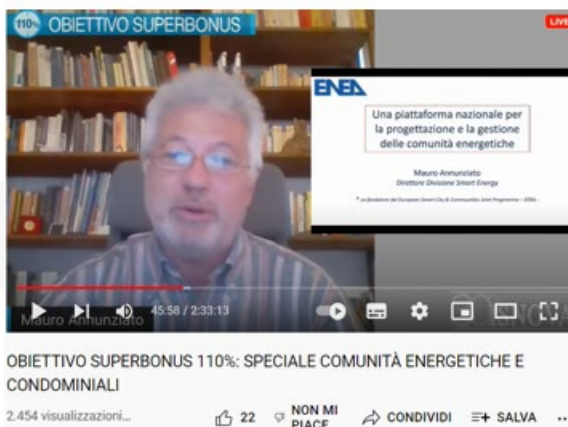 110% OBIETTIVO SUPERBONUS
LIVE
ENEA
Una piattaforma nazionale per
la progettazione e la gestione
delle comunità energetiche
Mauro Annunziato
Direttore Divisione Smart Energy
45:58 / 2:33:13
Mauro Annunziato
OBIETTIVO SUPERBONUS 110%: SPECIALE COMUNITÀ ENERGETICHE E
CONDOMINIALI
2.454 visualizzazioni...
22
NON MI
PIACE
CONDIVIDI
SALVA
...